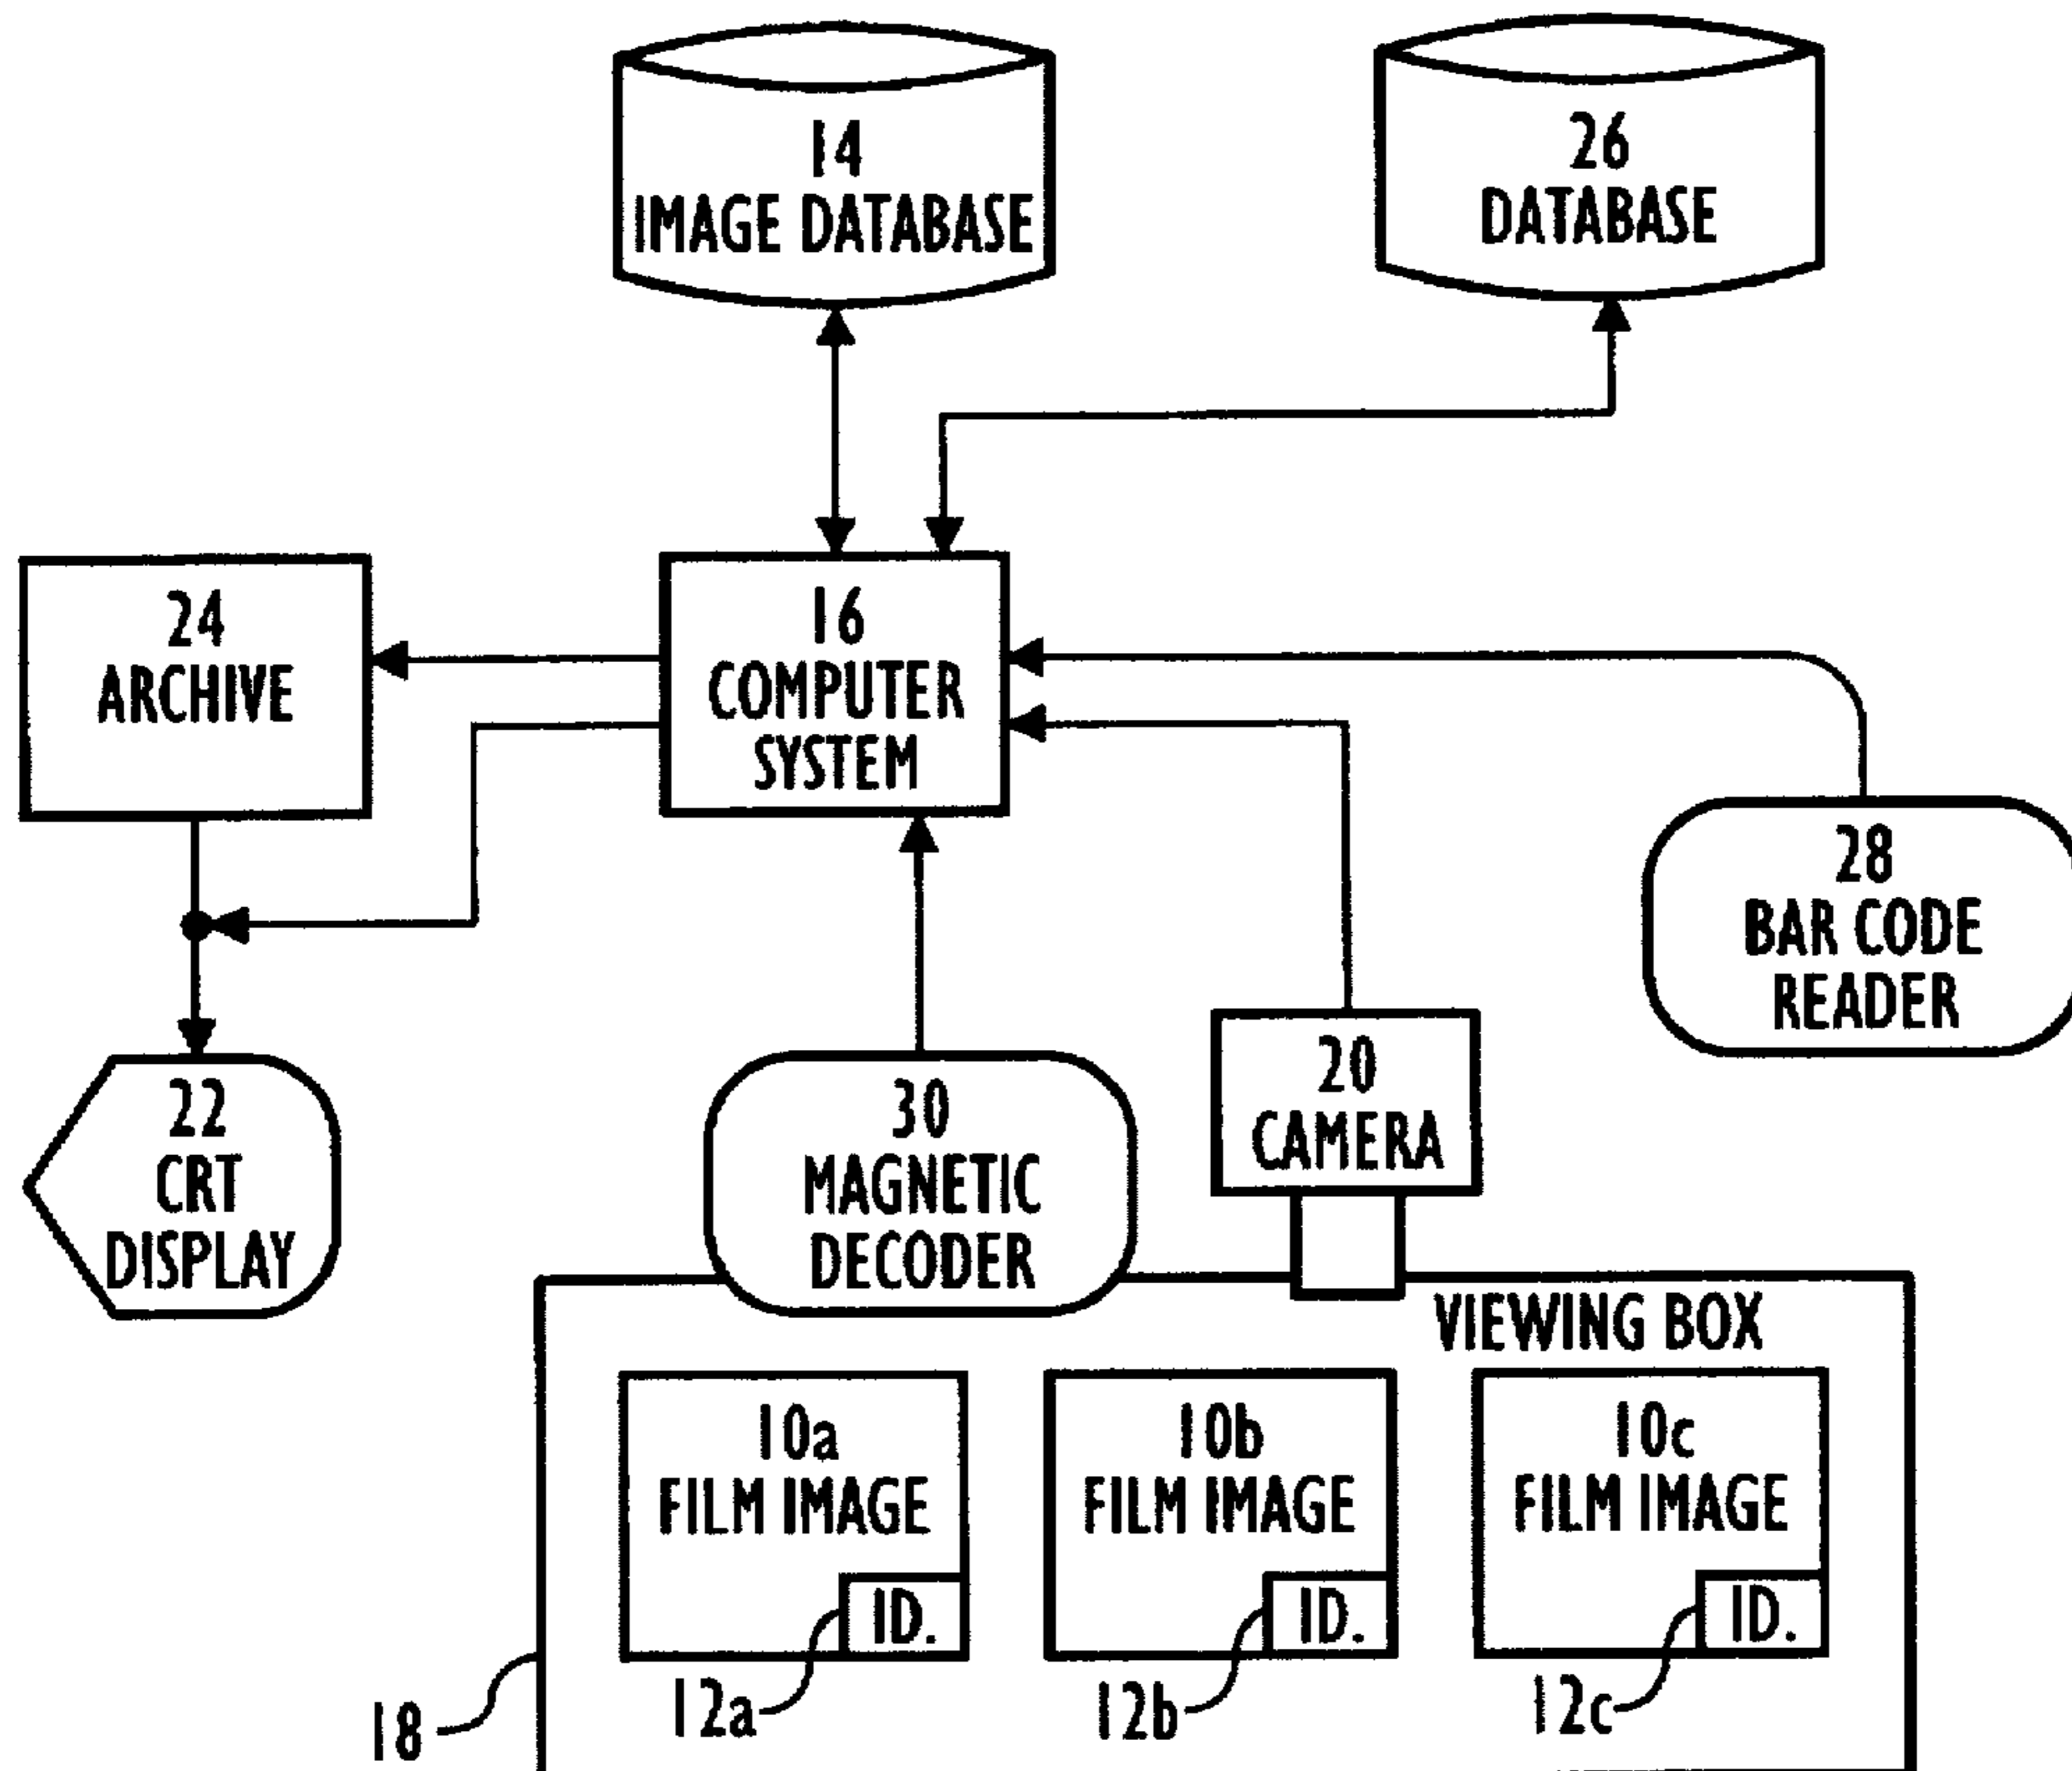 14
IMAGE DATABASE
26
DATABASE
24
ARCHIVE
16
COMPUTER
SYSTEM
28
BAR CODE
READER
22
CRT
DISPLAY
30
MAGNETIC
DECODER
20
CAMERA
VIEWING BOX
10a
FILM IMAGE
ID.
10b
FILM IMAGE
ID.
10c
FILM IMAGE
ID.
18
12a
12b
12c